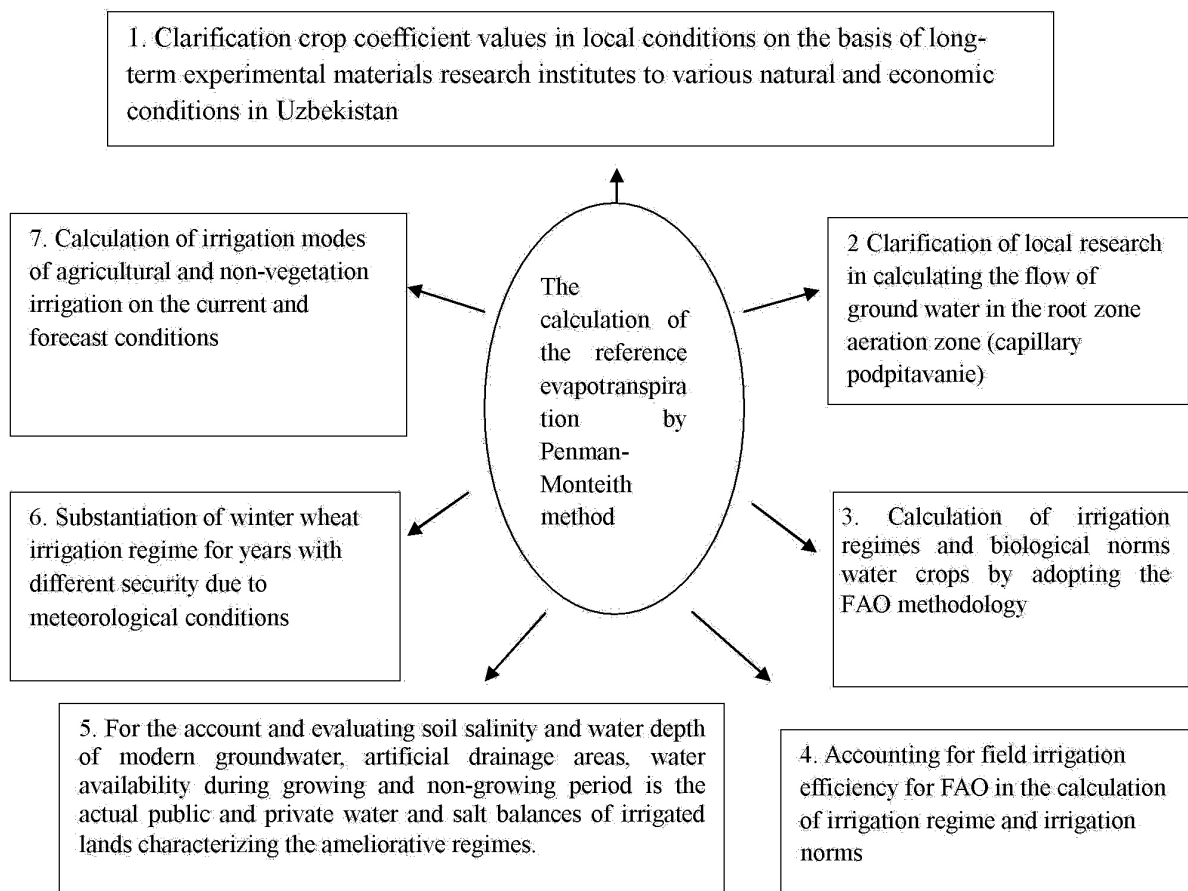 1. Clarification crop coefficient values in local conditions on the basis of long-
term experimental materials research institutes to various natural and economic
conditions in Uzbekistan
7. Calculation of irrigation modes
of agricultural and non-vegetation
irrigation on the current and
forecast conditions
The
calculation of
the reference
evapotranspira
tion by
Penman-
Monteith
method
2 Clarification of local research
in calculating the flow of
ground water in the root zone
aeration zone (capillary
podpitavanie)
6. Substantiation of winter wheat
irrigation regime for years with
different security due to
meteorological conditions
3. Calculation of irrigation
regimes and biological norms
water crops by adopting the
FAO methodology
5. For the account and evaluating soil salinity and water depth
of modern groundwater, artificial drainage areas, water
availability during growing and non-growing period is the
actual public and private water and salt balances of irrigated
lands characterizing the ameliorative regimes.
4. Accounting for field irrigation
efficiency for FAO in the calculation
of irrigation regime and irrigation
norms